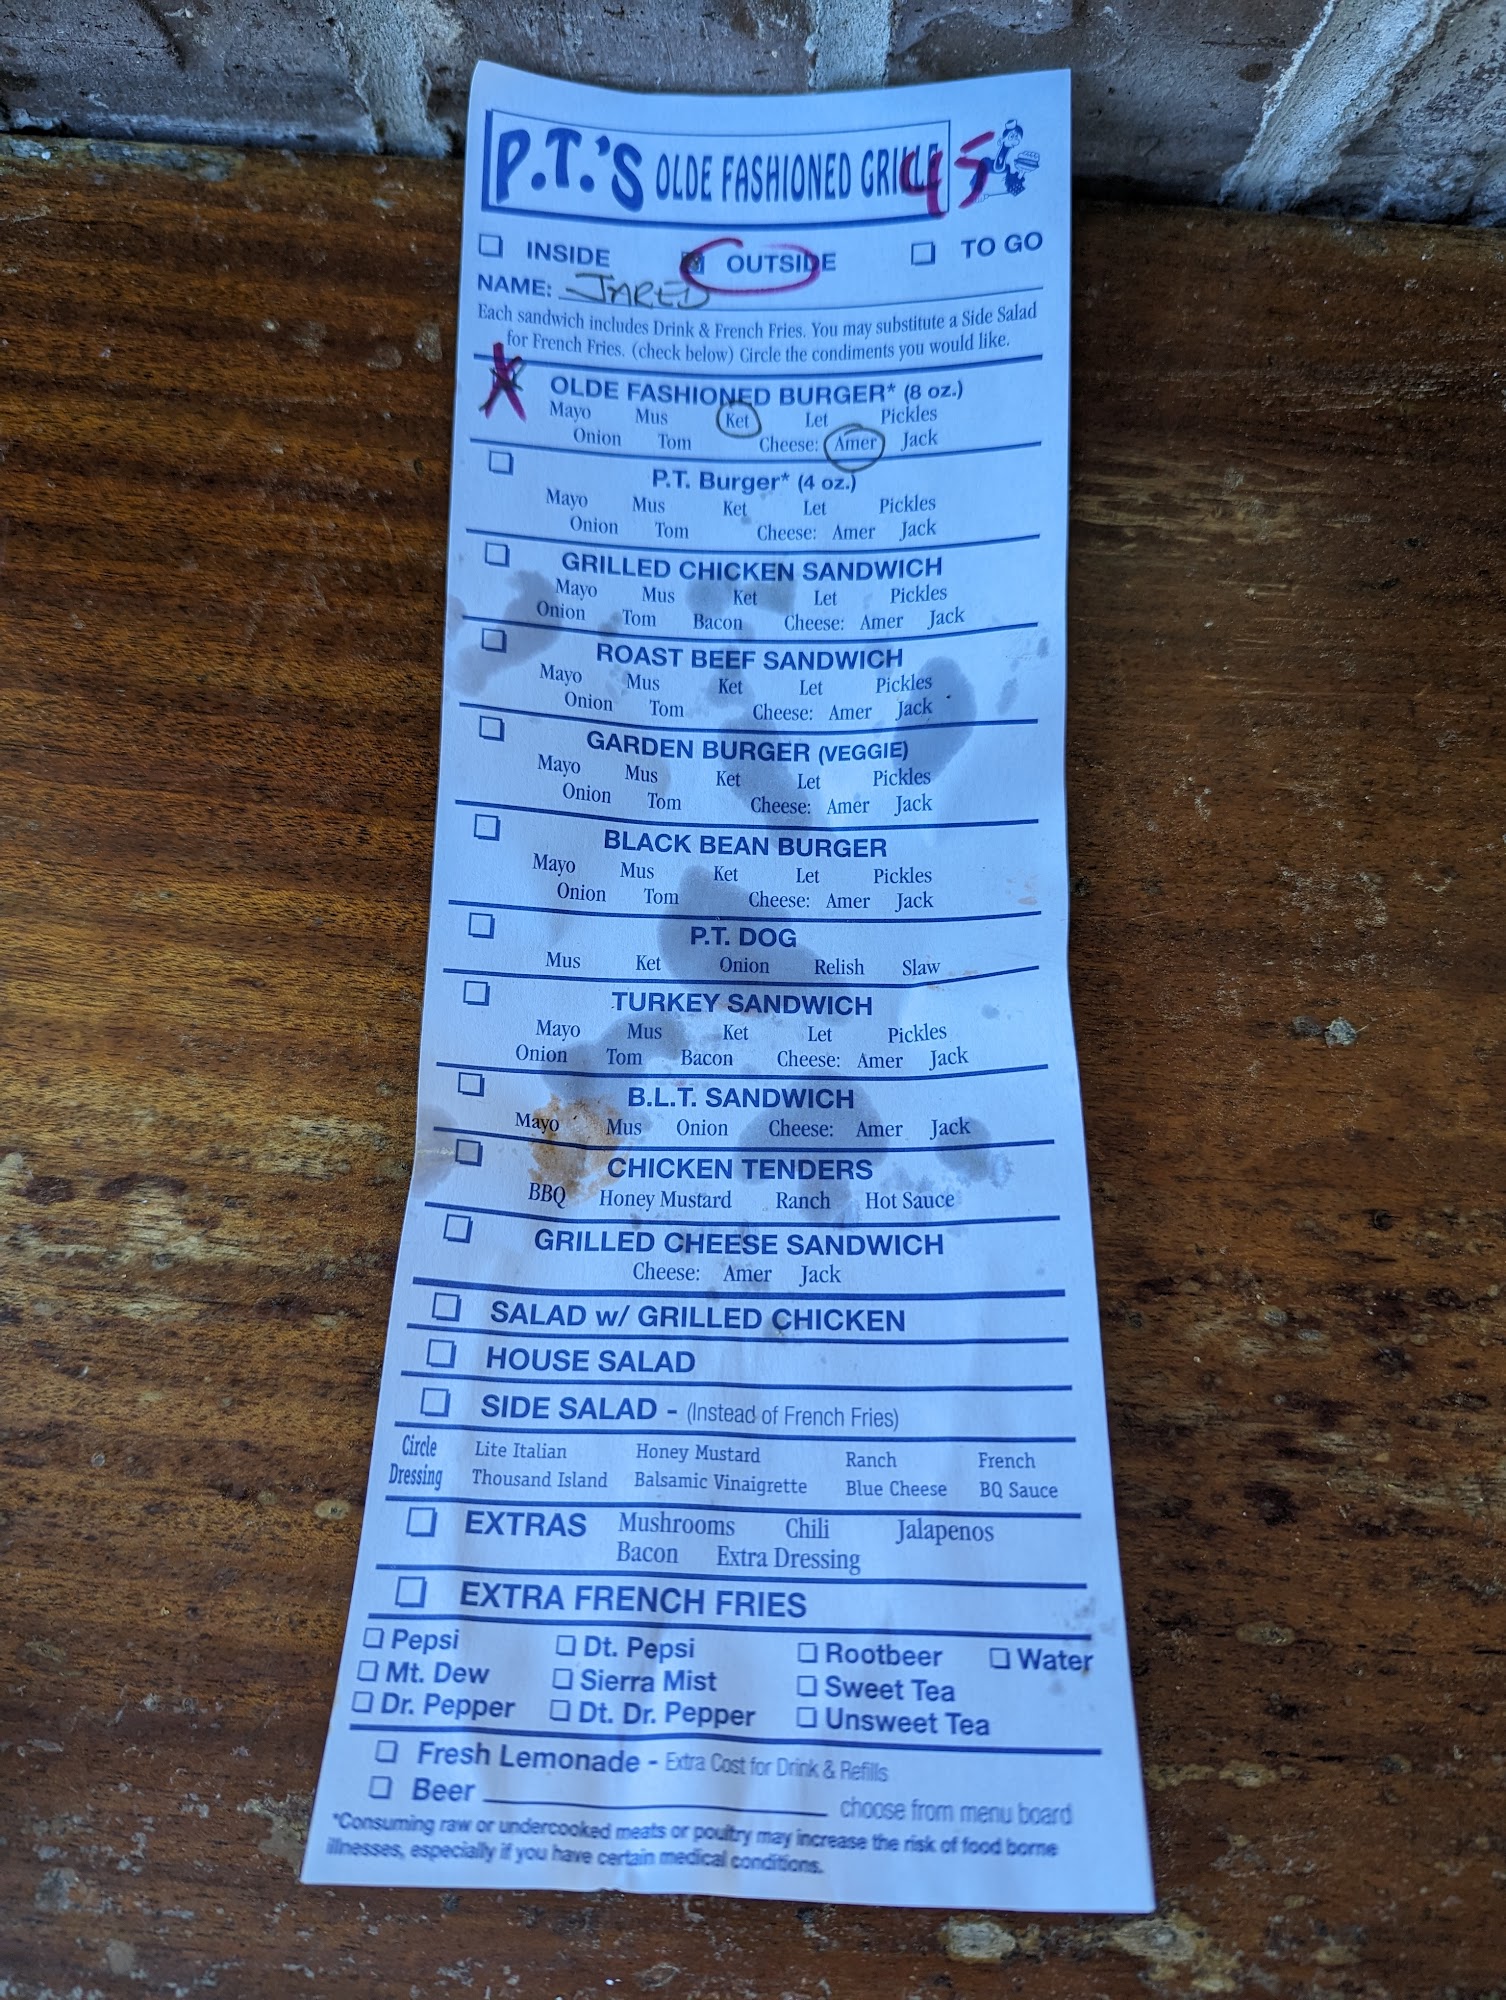 P.T.'S OLDE FASHIONED GRILLE 45
INSIDE OUTSIDE TO GO
NAME: JARED
Each sandwich includes Drink & French Fries. You may substitute a Side Salad
for French Fries. (check below) Circle the condiments you would like.
X OLDE FASHIONED BURGER* (8 oz.)
Mayo Mus Ket Let Pickles
Onion Tom Cheese: Amer Jack
P.T. Burger* (4 oz.)
Mayo Mus Ket Let Pickles
Onion Tom Cheese: Amer Jack
GRILLED CHICKEN SANDWICH
Mayo Mus Ket Let Pickles
Onion Tom Bacon Cheese: Amer Jack
ROAST BEEF SANDWICH
Mayo Mus Ket Let Pickles
Onion Tom Cheese: Amer Jack
GARDEN BURGER (VEGGIE)
Mayo Mus Ket Let Pickles
Onion Tom Cheese: Amer Jack
BLACK BEAN BURGER
Mayo Mus Ket Let Pickles
Onion Tom Cheese: Amer Jack
P.T. DOG
Mus Ket Onion Relish Slaw
TURKEY SANDWICH
Mayo Mus Ket Let Pickles
Onion Tom Bacon Cheese: Amer Jack
B.L.T. SANDWICH
Mayo Mus Onion Cheese: Amer Jack
CHICKEN TENDERS
BBQ Honey Mustard Ranch Hot Sauce
GRILLED CHEESE SANDWICH
Cheese: Amer Jack
SALAD w/ GRILLED CHICKEN
HOUSE SALAD
SIDE SALAD - (Instead of French Fries)
Circle Lite Italian Honey Mustard Ranch French
Dressing Thousand Island Balsamic Vinaigrette Blue Cheese BQ Sauce
EXTRAS Mushrooms Chili Jalapenos
Bacon Extra Dressing
EXTRA FRENCH FRIES
Pepsi Dt. Pepsi Rootbeer Water
Mt. Dew Sierra Mist Sweet Tea
Dr. Pepper Dt. Dr. Pepper Unsweet Tea
Fresh Lemonade - Extra Cost for Drink & Refills
Beer choose from menu board
*Consuming raw or undercooked meats or poultry may increase the risk of food borne
illnesses, especially if you have certain medical conditions.